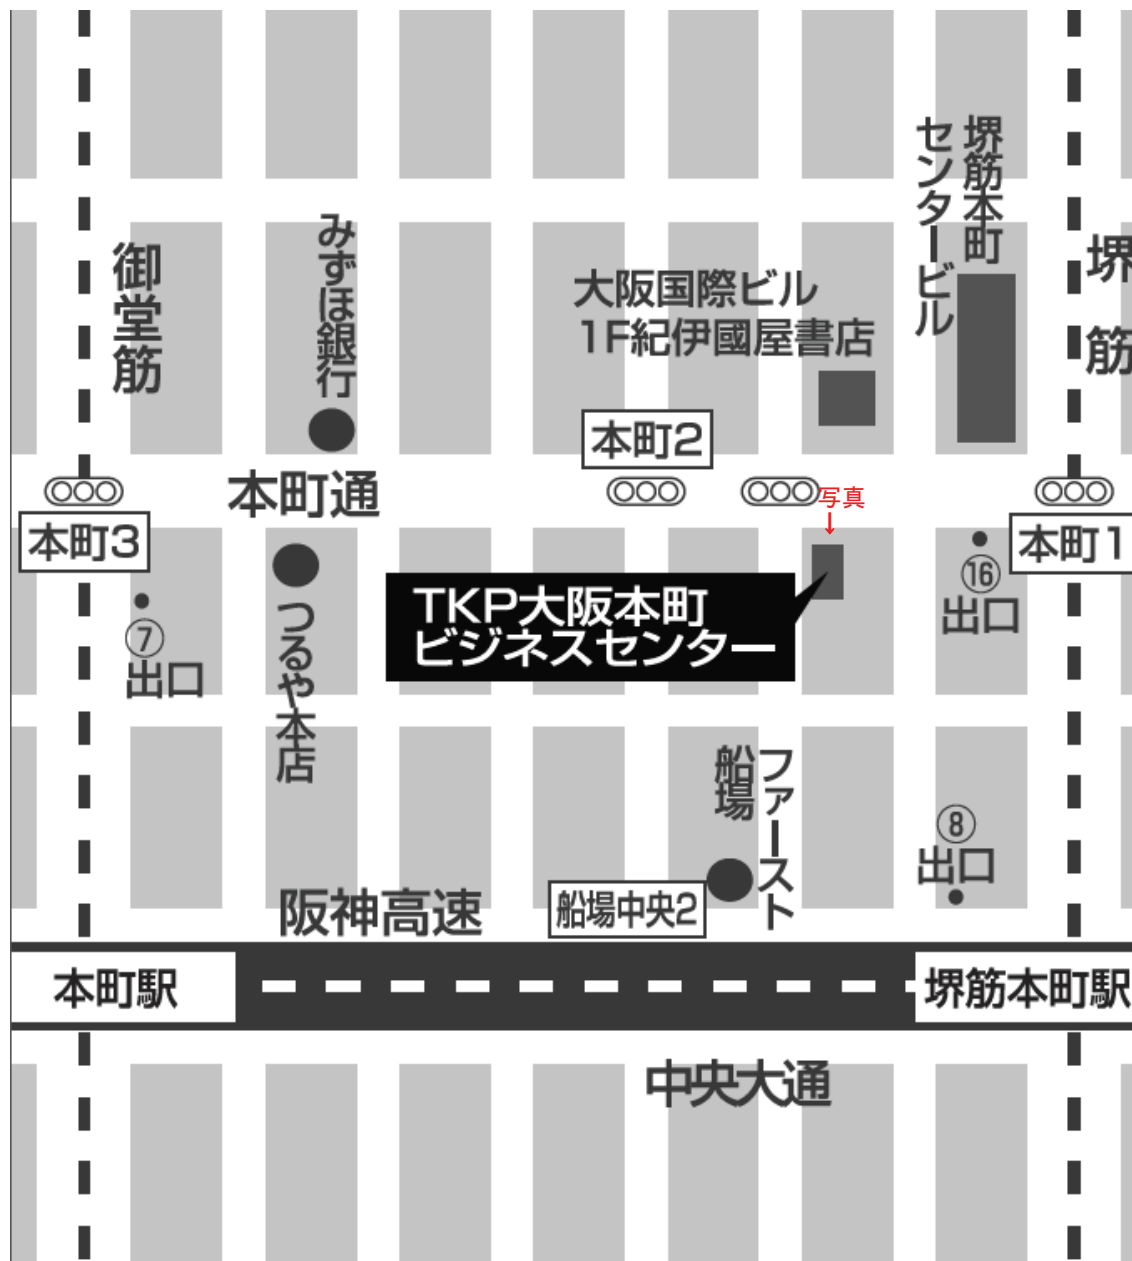 堺筋本町
センタービル
みずほ銀行
御堂筋
堺筋
大阪国際ビル
1F紀伊國屋書店
本町2
本町通
写真
本町3
本町1
TKP大阪本町
ビジネスセンター
⑯
出口
⑦
出口
つるや本店
ファースト
船場
⑧
出口
阪神高速
船場中央2
本町駅
堺筋本町駅
中央大通